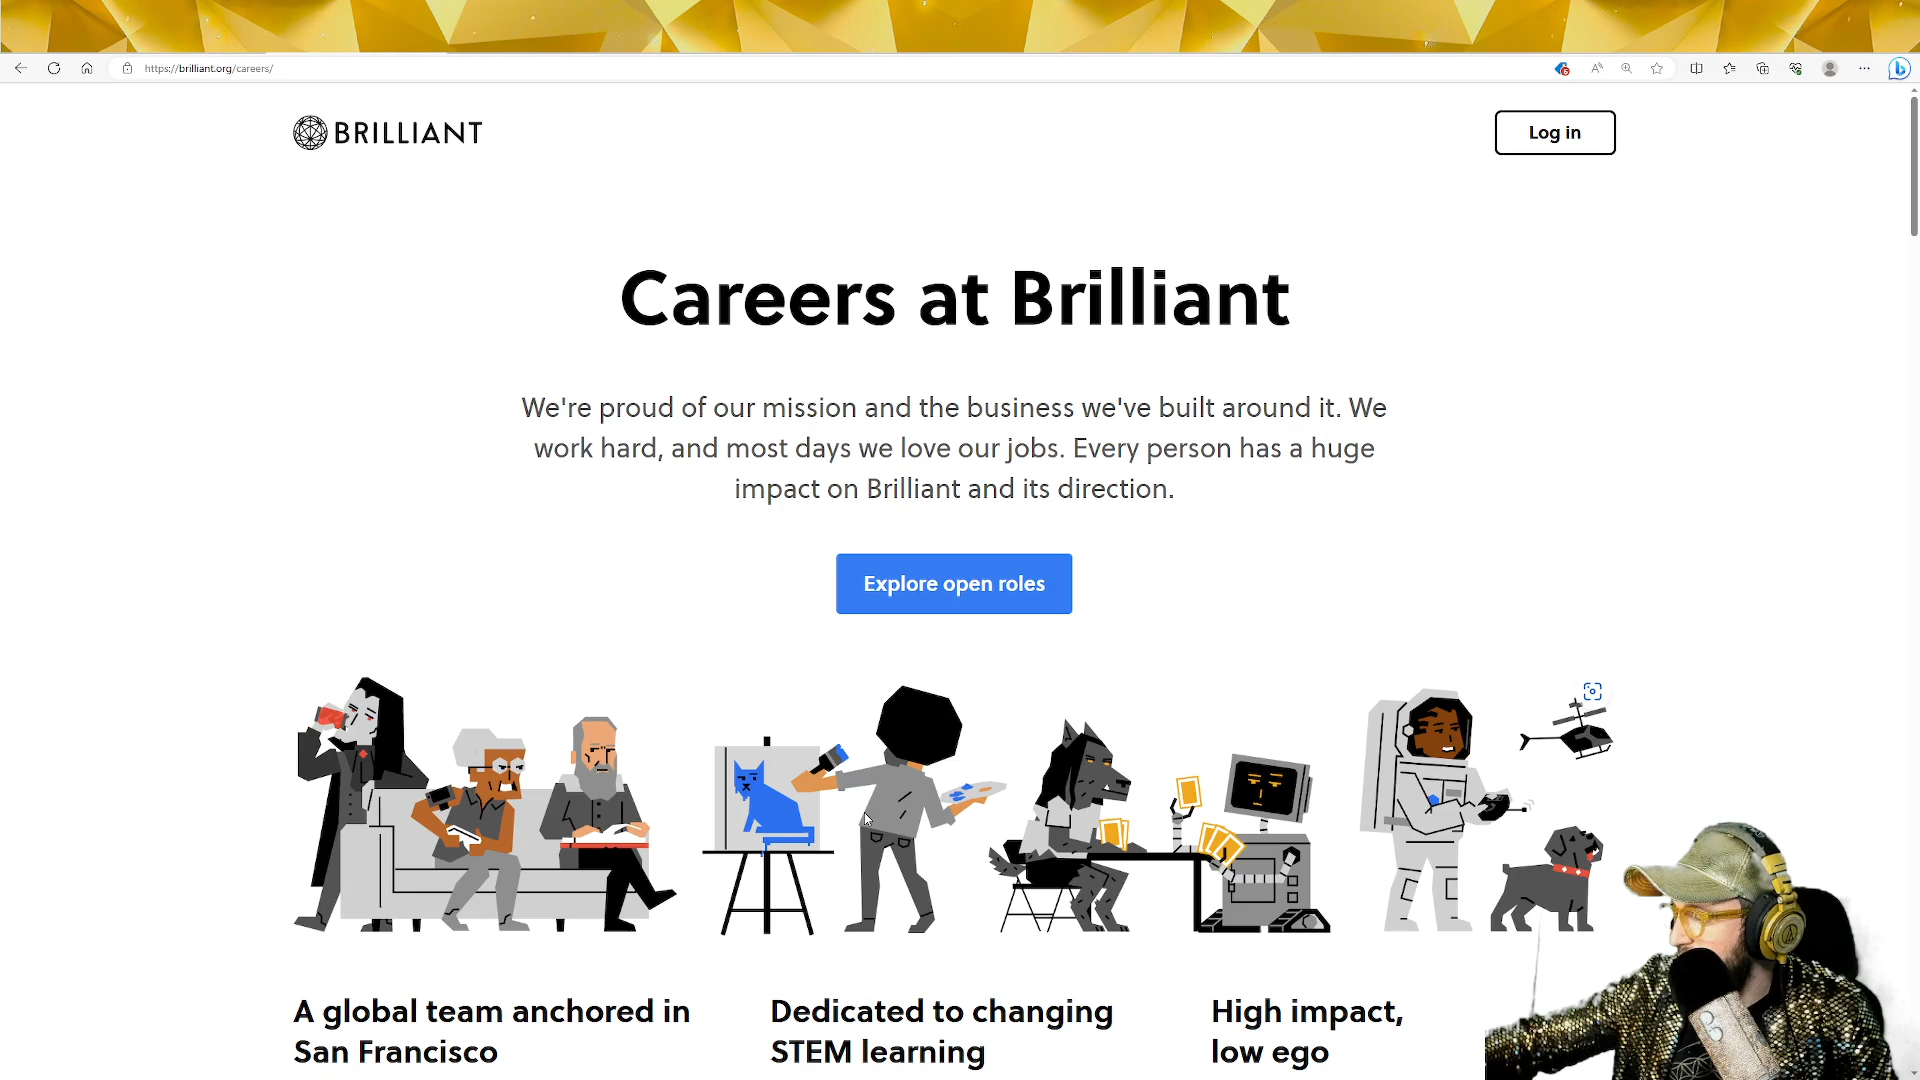 https://brilliant.org/careers/
BRILLIANT
Log in
Careers at Brilliant
We're proud of our mission and the business we've built around it. We
work hard, and most days we love our jobs. Every person has a huge
impact on Brilliant and its direction.
Explore open roles
A global team anchored in
San Francisco
Dedicated to changing
STEM learning
High impact,
low ego